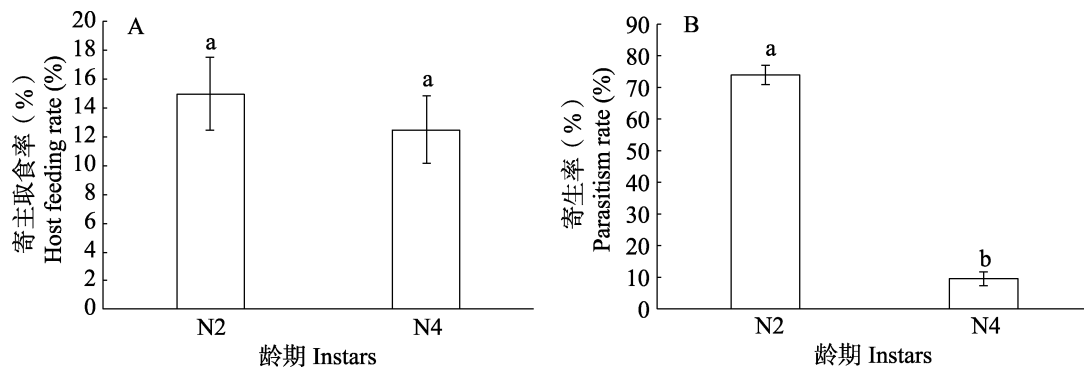 A
寄主取食率（%）
Host feeding rate (%)
20
18
16
14
12
10
8
6
4
2
0
a
a
N2
N4
龄期 Instars
B
寄生率（%）
Parasitism rate (%)
90
80
70
60
50
40
30
20
10
0
a
b
N2
N4
龄期 Instars